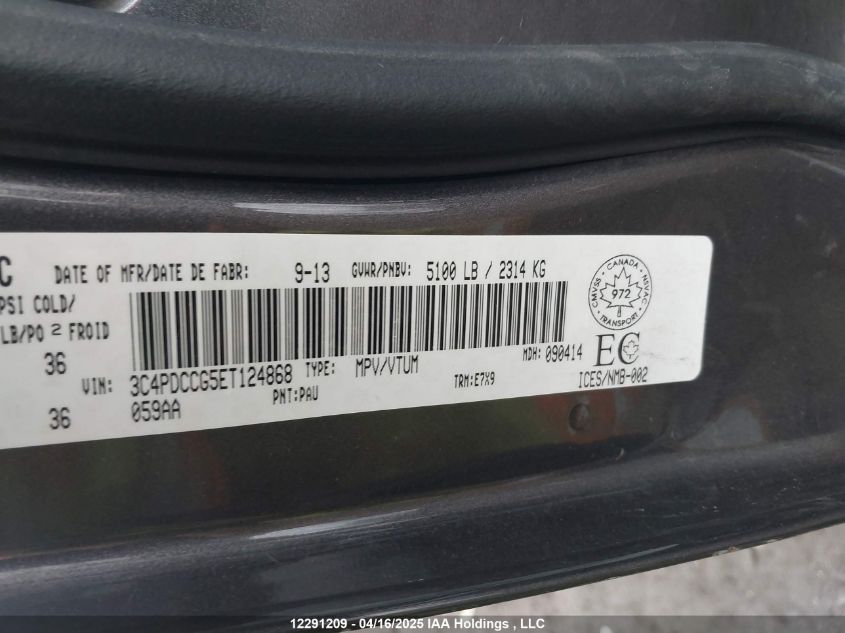 C DATE OF MFR/DATE DE FABR: 9-13 GVWR/PNBV: 5100 LB / 2314 KG
PSI COLD/
LB/PO 2 FROID
36
VIN: 3C4PDCCG5ET124868 TYPE: MPV/VTUM MDH: 090414
36 059AA PNT:PAU TRM:E7X9
CANADA
CMVSS 972 NSVAC
TRANSPORT
EC
ICES/NMB-002
12291209 - 04/16/2025 IAA Holdings , LLC